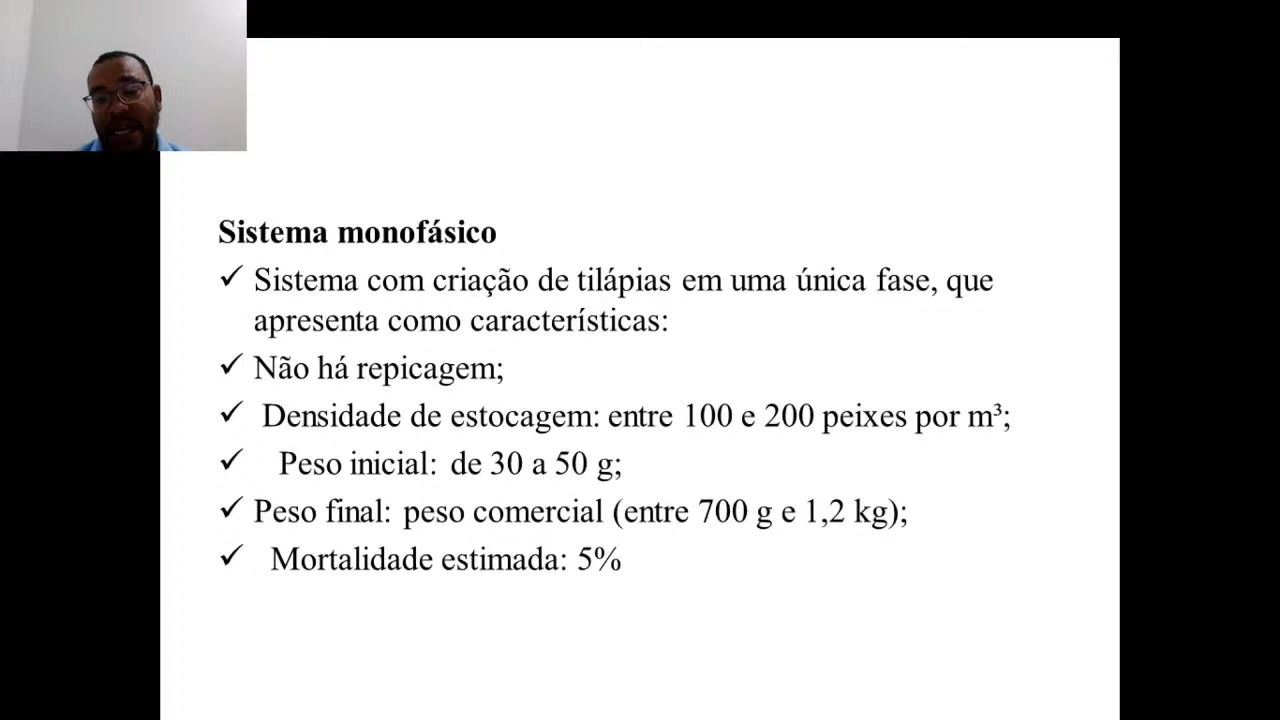 Sistema monofásico
✓ Sistema com criação de tilápias em uma única fase, que
apresenta como características:
✓ Não há repicagem;
✓ Densidade de estocagem: entre 100 e 200 peixes por m³;
✓ Peso inicial: de 30 a 50 g;
✓ Peso final: peso comercial (entre 700 g e 1,2 kg);
✓ Mortalidade estimada: 5%